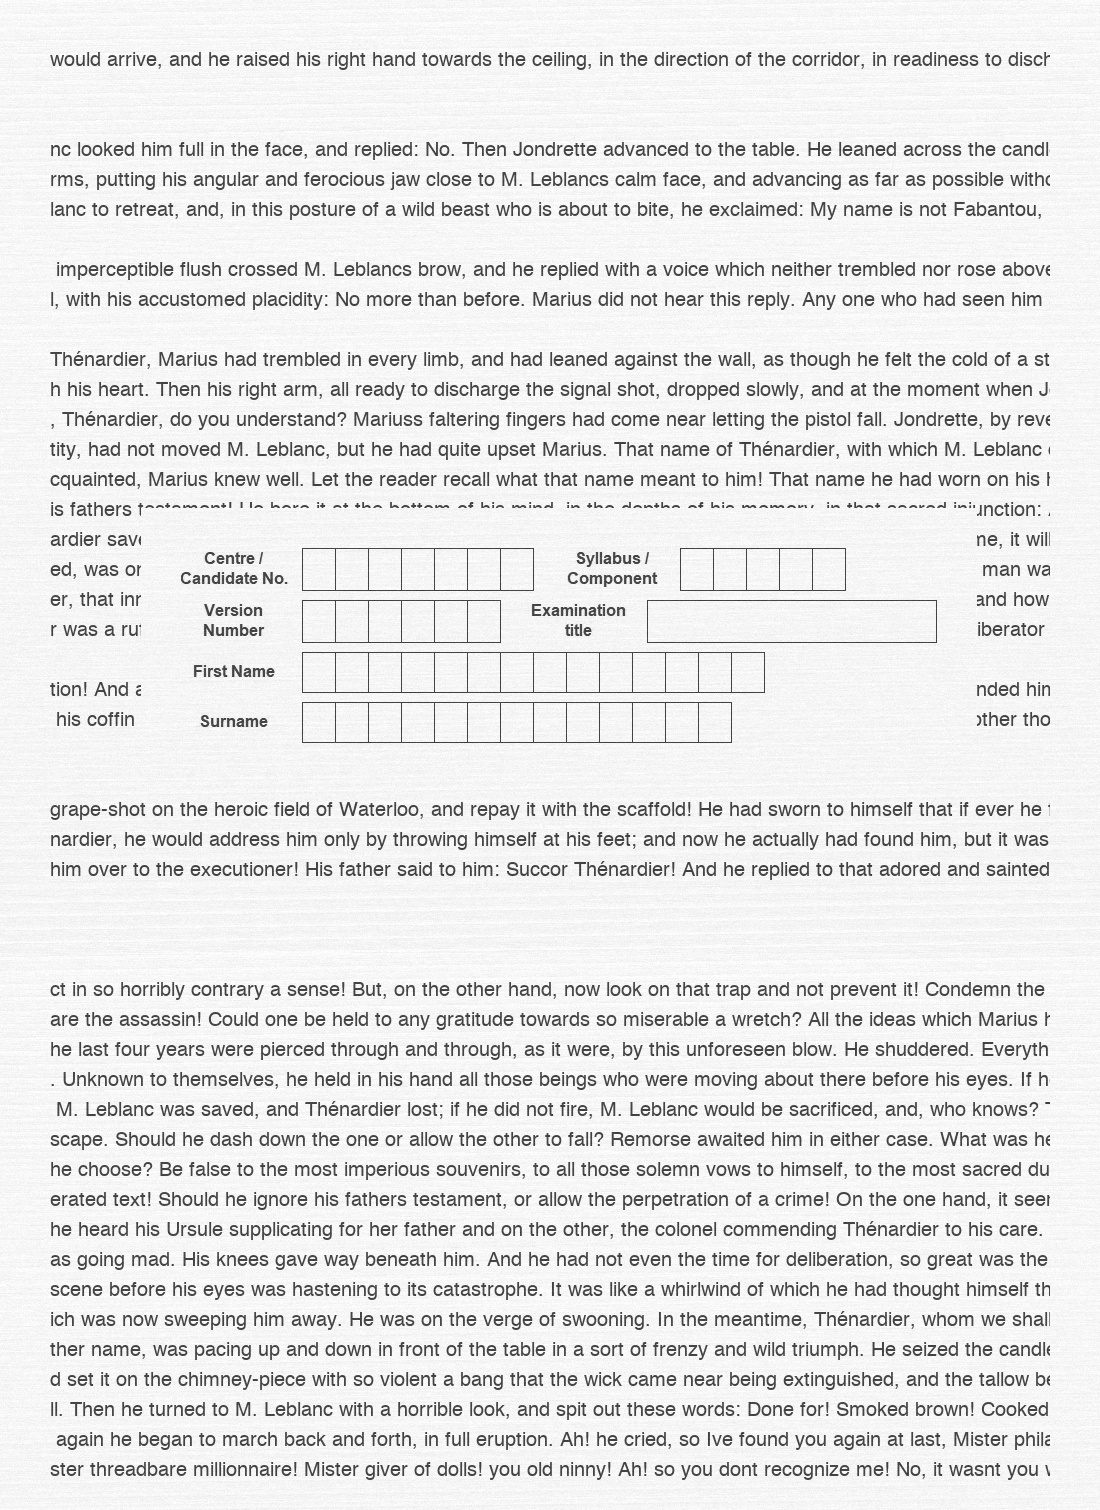 would arrive, and he raised his right hand towards the ceiling, in the direction of the corridor, in readiness to disch
nc looked him full in the face, and replied: No. Then Jondrette advanced to the table. He leaned across the candl
rms, putting his angular and ferocious jaw close to M. Leblancs calm face, and advancing as far as possible witho
lanc to retreat, and, in this posture of a wild beast who is about to bite, he exclaimed: My name is not Fabantou,
imperceptible flush crossed M. Leblancs brow, and he replied with a voice which neither trembled nor rose above
l, with his accustomed placidity: No more than before. Marius did not hear this reply. Any one who had seen him
Thénardier, Marius had trembled in every limb, and had leaned against the wall, as though he felt the cold of a st
h his heart. Then his right arm, all ready to discharge the signal shot, dropped slowly, and at the moment when J
, Thénardier, do you understand? Mariuss faltering fingers had come near letting the pistol fall. Jondrette, by reve
tity, had not moved M. Leblanc, but he had quite upset Marius. That name of Thénardier, with which M. Leblanc
cquainted, Marius knew well. Let the reader recall what that name meant to him! That name he had worn on his h
is fathers testament! He bore it at the bottom of his mind, in the depths of his memory, in that sacred injunction:
ardier save me, it will
ed, was or man wa
er, that inn and how
r was a ruf iberator
tion! And a nded him
his coffin other tho
Centre / Candidate No.
Syllabus / Component
Version Number
Examination title
First Name
Surname
grape-shot on the heroic field of Waterloo, and repay it with the scaffold! He had sworn to himself that if ever he f
nardier, he would address him only by throwing himself at his feet; and now he actually had found him, but it was
him over to the executioner! His father said to him: Succor Thénardier! And he replied to that adored and sainted
ct in so horribly contrary a sense! But, on the other hand, now look on that trap and not prevent it! Condemn the
are the assassin! Could one be held to any gratitude towards so miserable a wretch? All the ideas which Marius h
he last four years were pierced through and through, as it were, by this unforeseen blow. He shuddered. Everyth
. Unknown to themselves, he held in his hand all those beings who were moving about there before his eyes. If he
M. Leblanc was saved, and Thénardier lost; if he did not fire, M. Leblanc would be sacrificed, and, who knows?
scape. Should he dash down the one or allow the other to fall? Remorse awaited him in either case. What was he
he choose? Be false to the most imperious souvenirs, to all those solemn vows to himself, to the most sacred du
erated text! Should he ignore his fathers testament, or allow the perpetration of a crime! On the one hand, it seem
he heard his Ursule supplicating for her father and on the other, the colonel commending Thénardier to his care.
as going mad. His knees gave way beneath him. And he had not even the time for deliberation, so great was the
scene before his eyes was hastening to its catastrophe. It was like a whirlwind of which he had thought himself th
ich was now sweeping him away. He was on the verge of swooning. In the meantime, Thénardier, whom we shall
ther name, was pacing up and down in front of the table in a sort of frenzy and wild triumph. He seized the candle
d set it on the chimney-piece with so violent a bang that the wick came near being extinguished, and the tallow be
ll. Then he turned to M. Leblanc with a horrible look, and spit out these words: Done for! Smoked brown! Cooked
again he began to march back and forth, in full eruption. Ah! he cried, so Ive found you again at last, Mister phila
ster threadbare millionnaire! Mister giver of dolls! you old ninny! Ah! so you dont recognize me! No, it wasnt you w